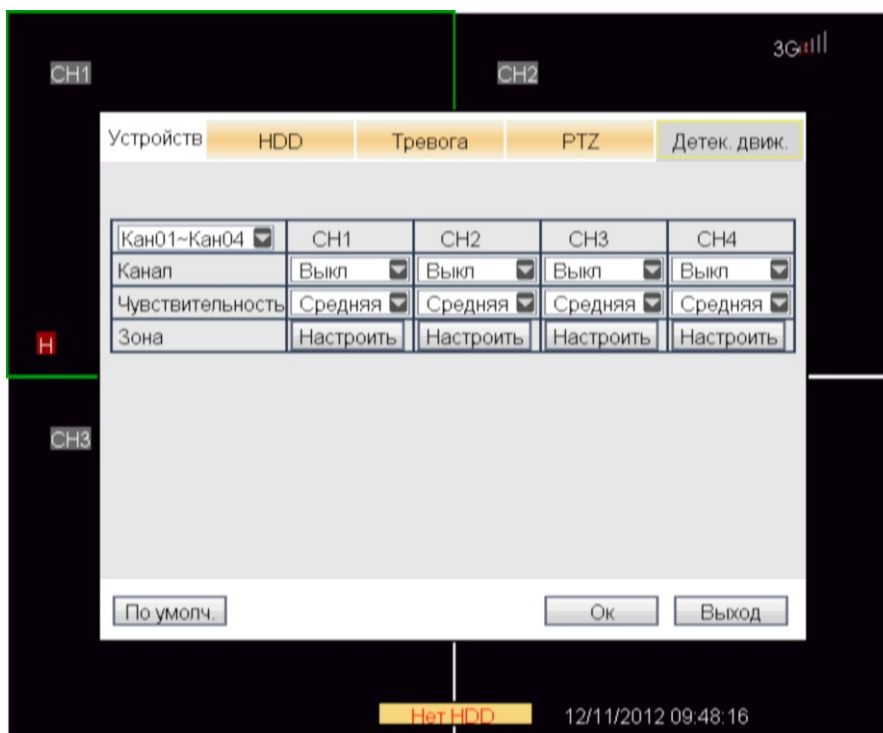 3G
CH1 CH2
Устройств HDD Тревога PTZ Детек. движ.
Кан01~Кан04 CH1 CH2 CH3 CH4
Канал Выкл Выкл Выкл Выкл
Чувствительность Средняя Средняя Средняя Средняя
Зона Настроить Настроить Настроить Настроить
H
CH3
По умолч. Ок Выход
Нет HDD 12/11/2012 09:48:16